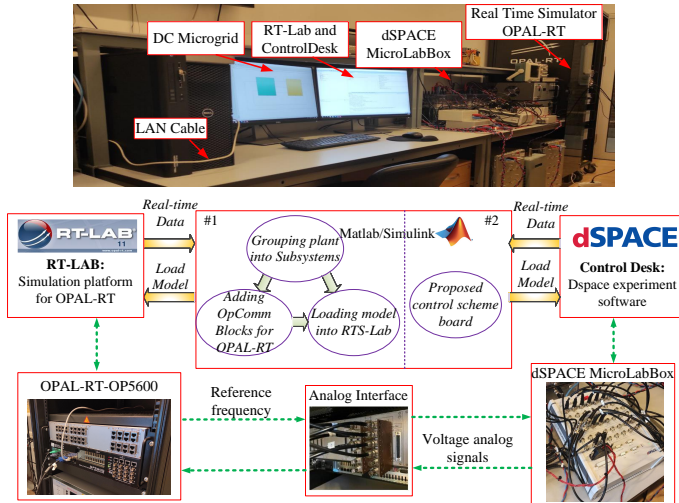 DC Microgrid
RT-Lab and
ControlDesk
dSPACE
MicroLabBox
Real Time Simulator
OPAL-RT
LAN Cable
Real-time
Data
#1
Matlab/Simulink
#2
Real-time
Data
RT-LAB
11
dSPACE
RT-LAB:
Simulation platform
for OPAL-RT
Load
Model
Grouping plant
into Subsystems
Adding
OpComm
Blocks for
OPAL-RT
Loading model
into RTS-Lab
Proposed
control scheme
board
Load
Model
Control Desk:
Dspace experiment
software
OPAL-RT-OP5600
Reference
frequency
Analog Interface
Voltage analog
signals
dSPACE MicroLabBox